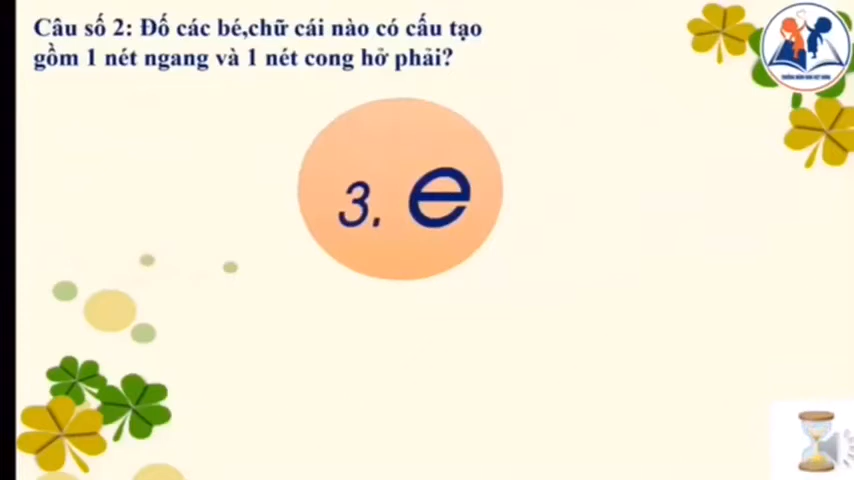 Câu số 2: Đố các bé,chữ cái nào có cấu tạo
gồm 1 nét ngang và 1 nét cong hở phải?
3. e